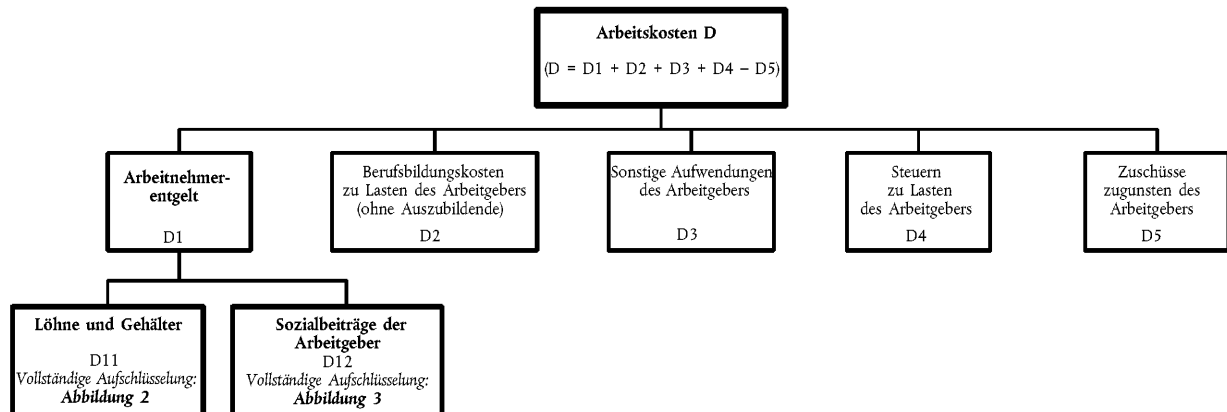 Arbeitskosten D
(D = D1 + D2 + D3 + D4 – D5)
Arbeitnehmer-
entgelt
D1
Berufsbildungskosten
zu Lasten des Arbeitgebers
(ohne Auszubildende)
D2
Sonstige Aufwendungen
des Arbeitgebers
D3
Steuern
zu Lasten
des Arbeitgebers
D4
Zuschüsse
zugunsten des
Arbeitgebers
D5
Löhne und Gehälter
D11
Vollständige Aufschlüsselung:
Abbildung 2
Sozialbeiträge der
Arbeitgeber
D12
Vollständige Aufschlüsselung:
Abbildung 3